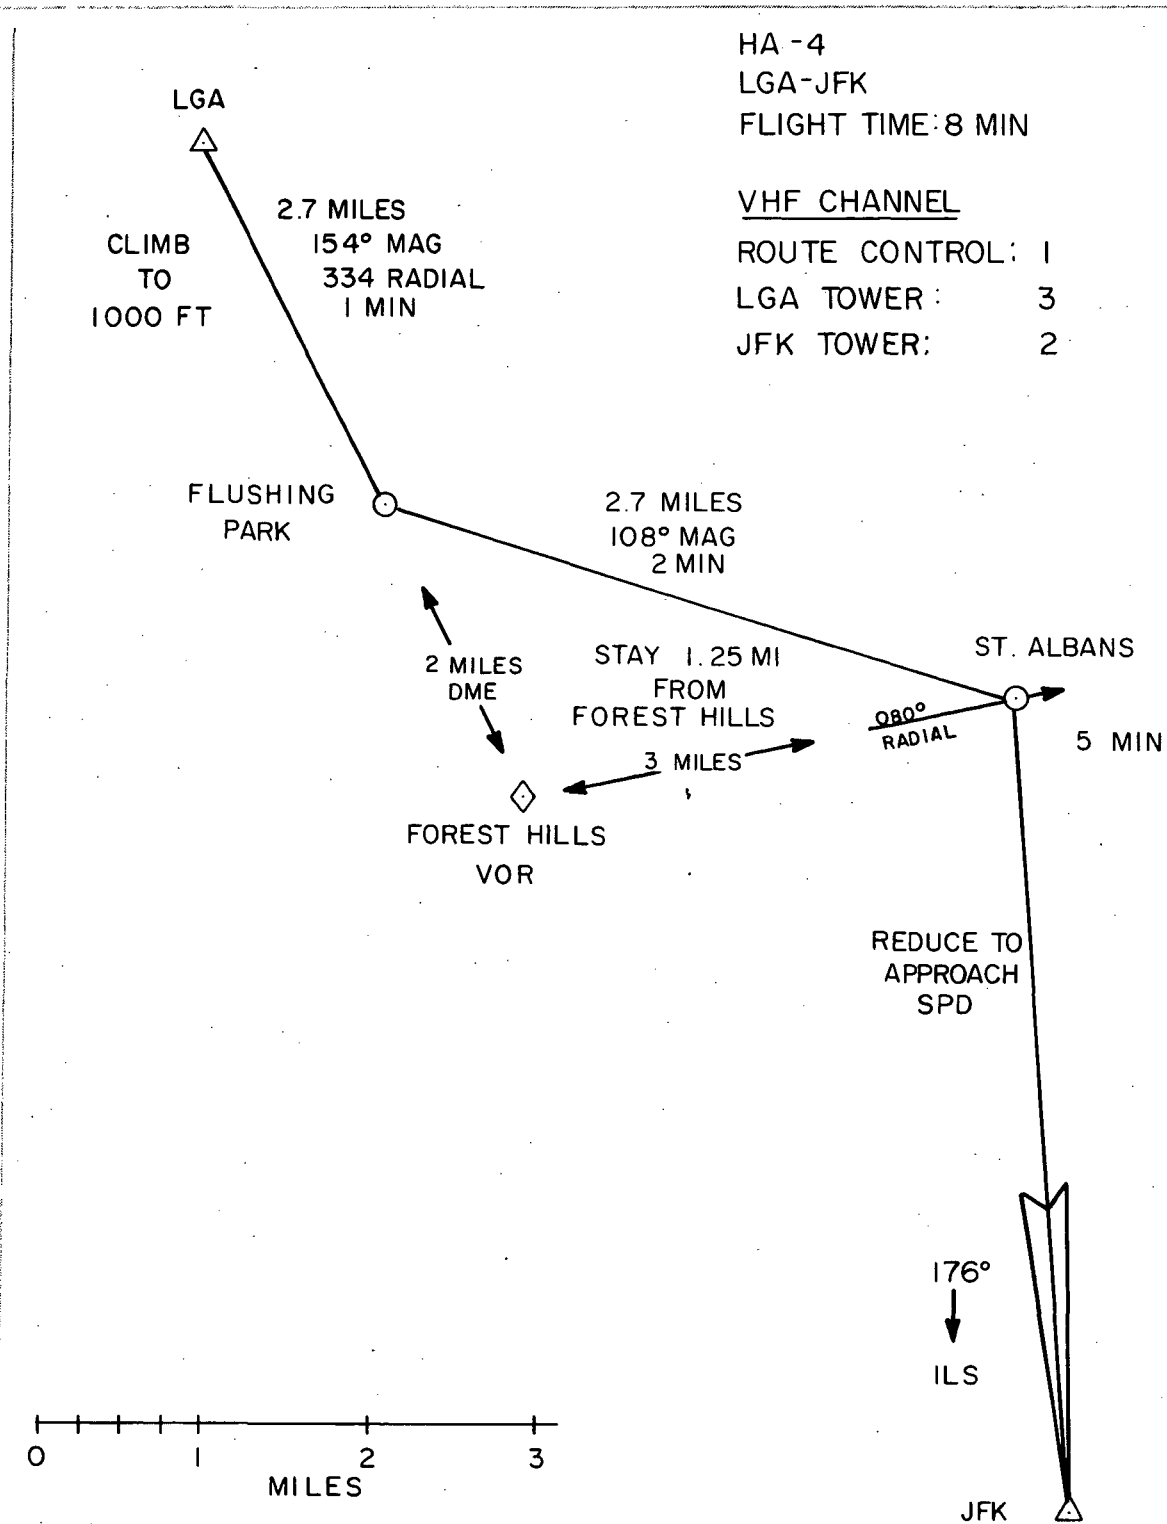 HA-4
LGA-JFK
FLIGHT TIME: 8 MIN
VHF CHANNEL
ROUTE CONTROL: 1
LGA TOWER: 3
JFK TOWER: 2
LGA
2.7 MILES
154° MAG
334 RADIAL
1 MIN
CLIMB
TO
1000 FT
FLUSHING
PARK
2.7 MILES
108° MAG
2 MIN
2 MILES
DME
STAY 1.25 MI
FROM
FOREST HILLS
3 MILES
080°
RADIAL
ST. ALBANS
5 MIN
FOREST HILLS
VOR
REDUCE TO
APPROACH
SPD
176°
ILS
0 1 2 3
MILES
JFK